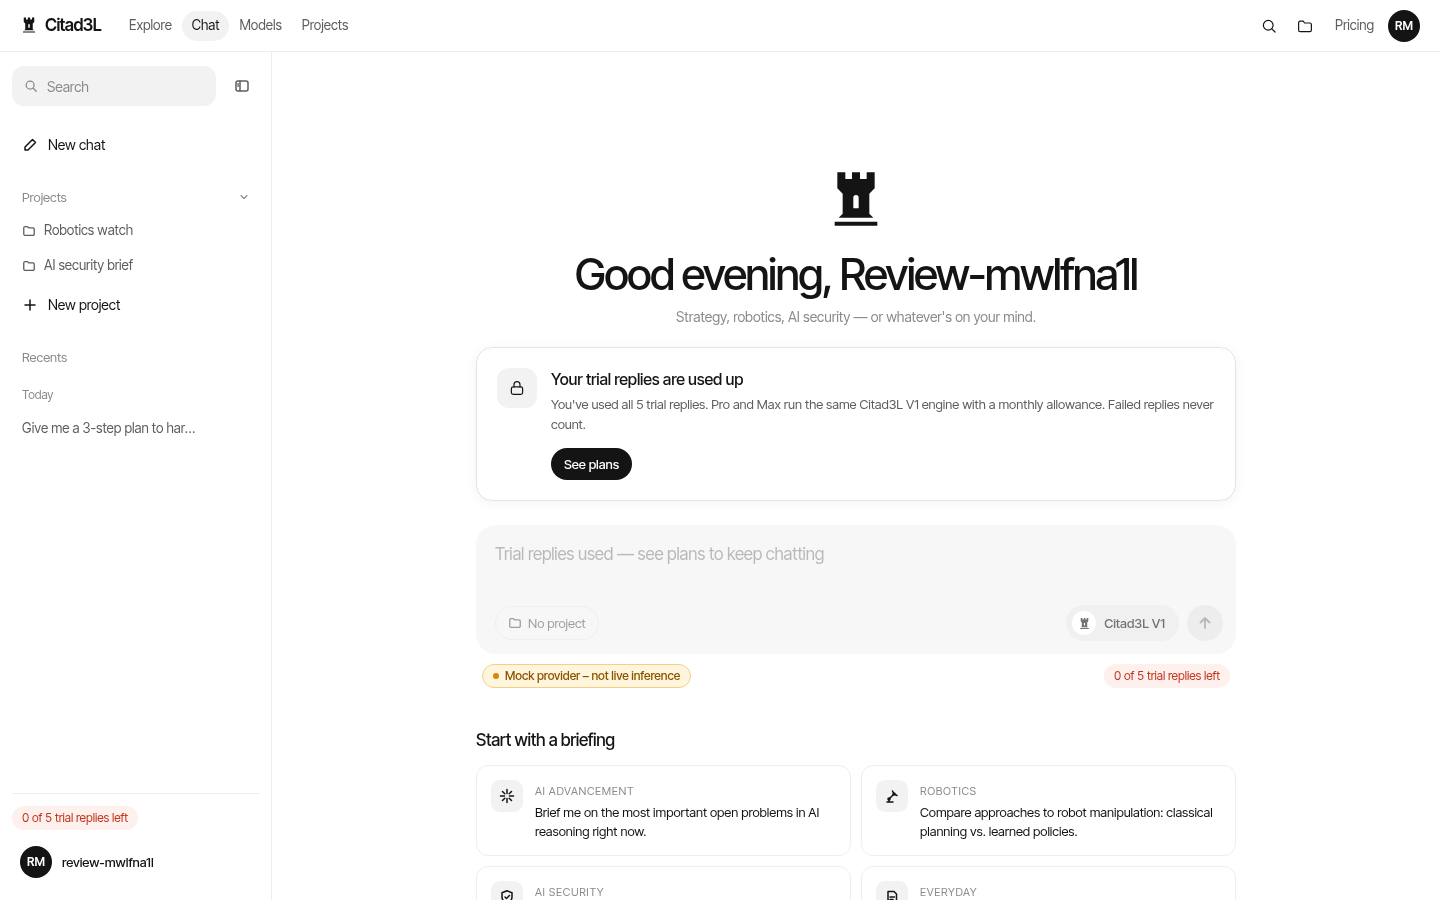 Citad3L
Explore
Chat
Models
Projects
Pricing
RM
Search
New chat
Projects
Robotics watch
AI security brief
New project
Recents
Today
Give me a 3-step plan to har...
0 of 5 trial replies left
RM
review-mwlfna1l
Good evening, Review-mwlfna1l
Strategy, robotics, AI security — or whatever's on your mind.
Your trial replies are used up
You've used all 5 trial replies. Pro and Max run the same Citad3L V1 engine with a monthly allowance. Failed replies never
count.
See plans
Trial replies used — see plans to keep chatting
No project
Citad3L V1
Mock provider – not live inference
0 of 5 trial replies left
Start with a briefing
AI ADVANCEMENT
Brief me on the most important open problems in AI
reasoning right now.
ROBOTICS
Compare approaches to robot manipulation: classical
planning vs. learned policies.
AI SECURITY
EVERYDAY